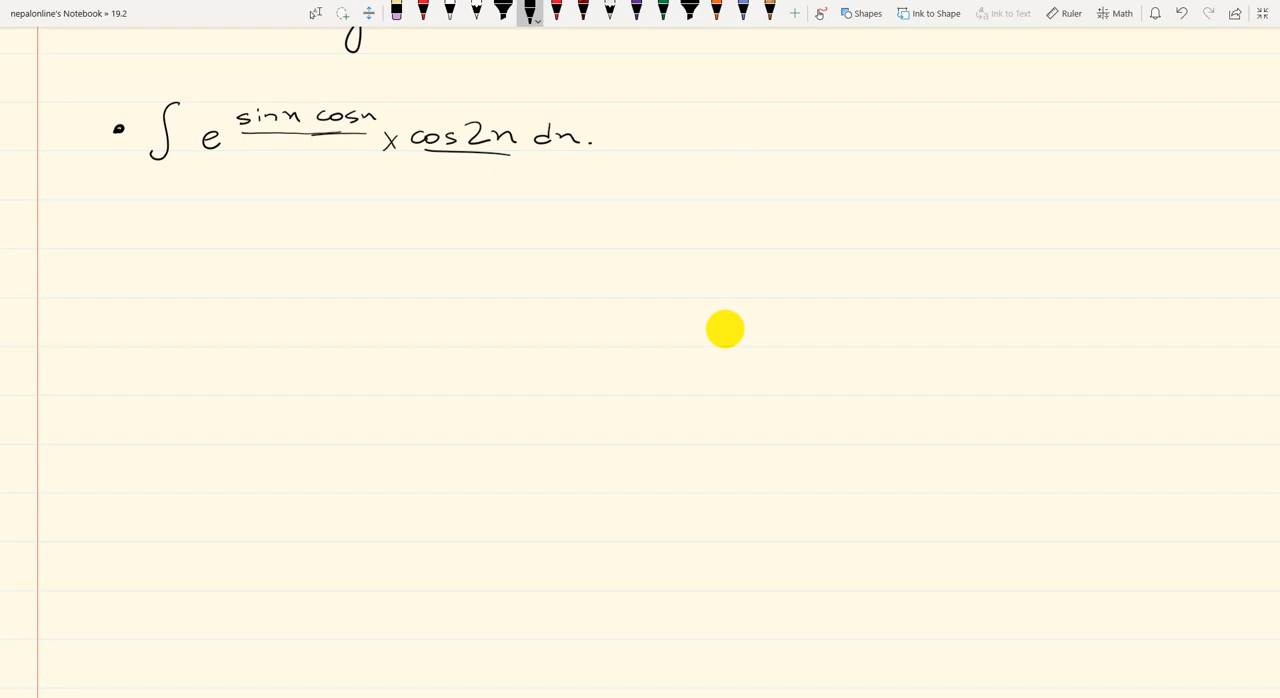 nepalonline's Notebook » 19.2
Shapes Ink to Shape Ink to Text Ruler Math
y
• ∫ e^{sinx cosx} × cos2x dx.